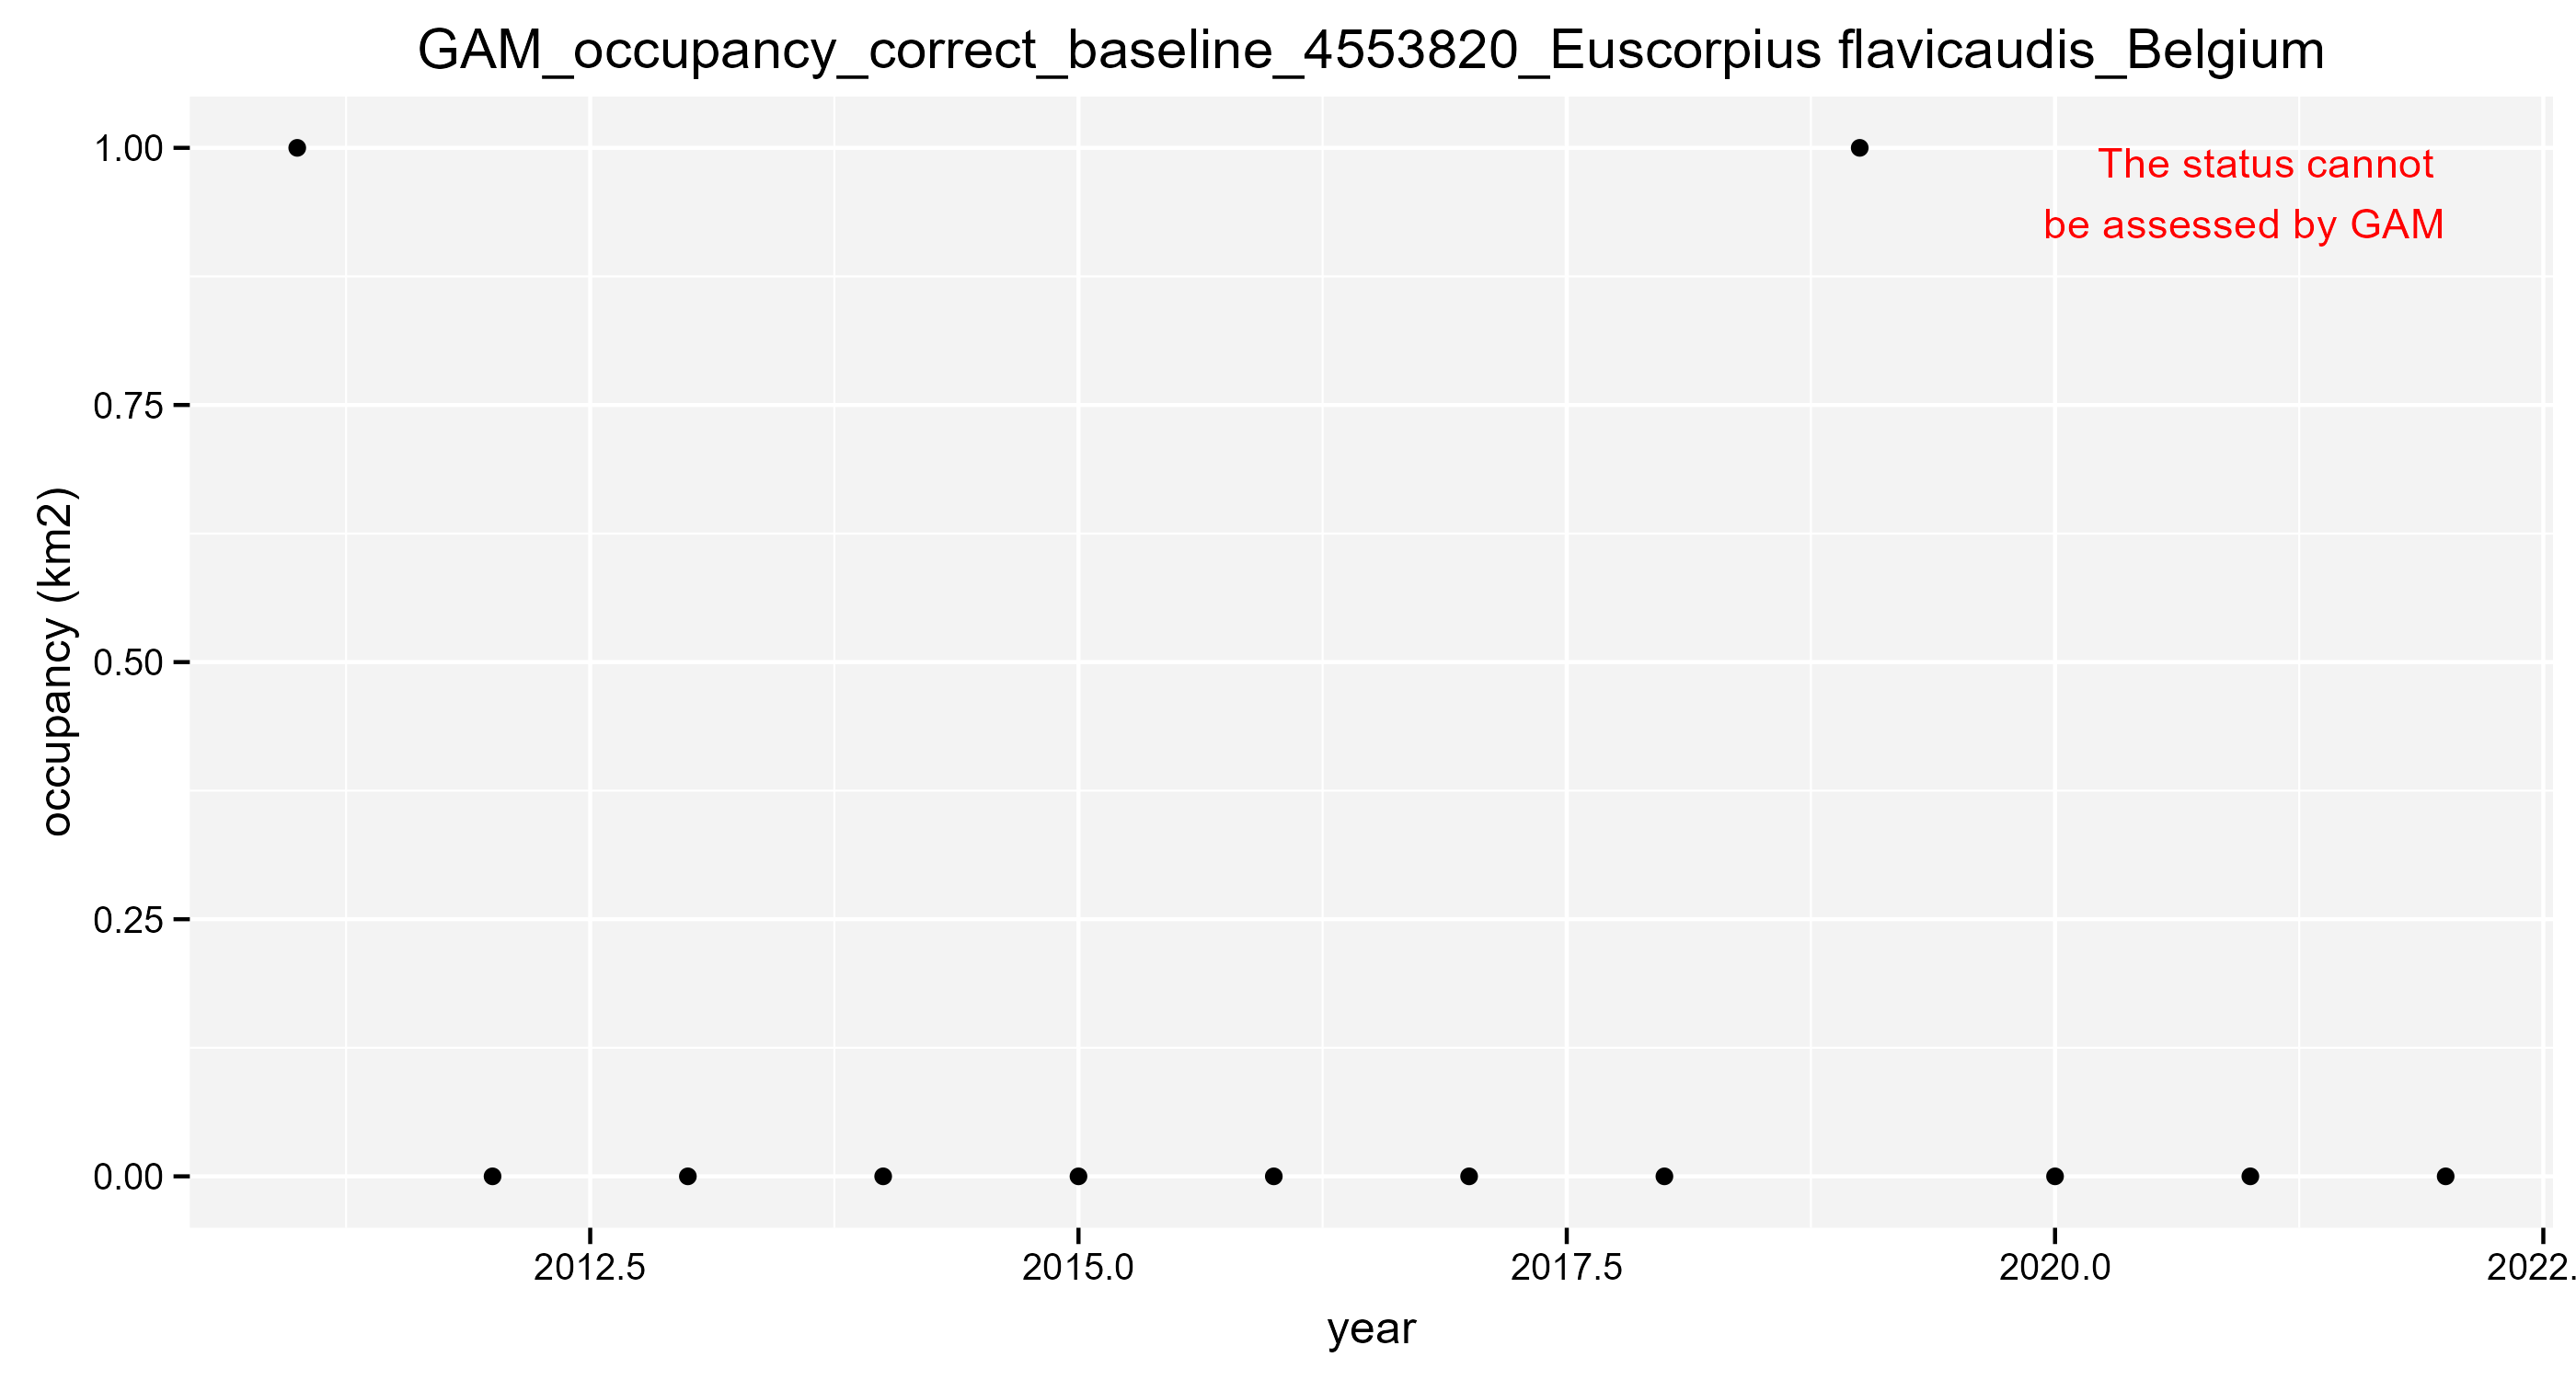 GAM_occupancy_correct_baseline_4553820_Euscorpius flavicaudis_Belgium
1.00
The status cannot
be assessed by GAM
0.75
occupancy (km2)
0.50
0.25
0.00
2012.5 2015.0 2017.5 2020.0 2022.
year